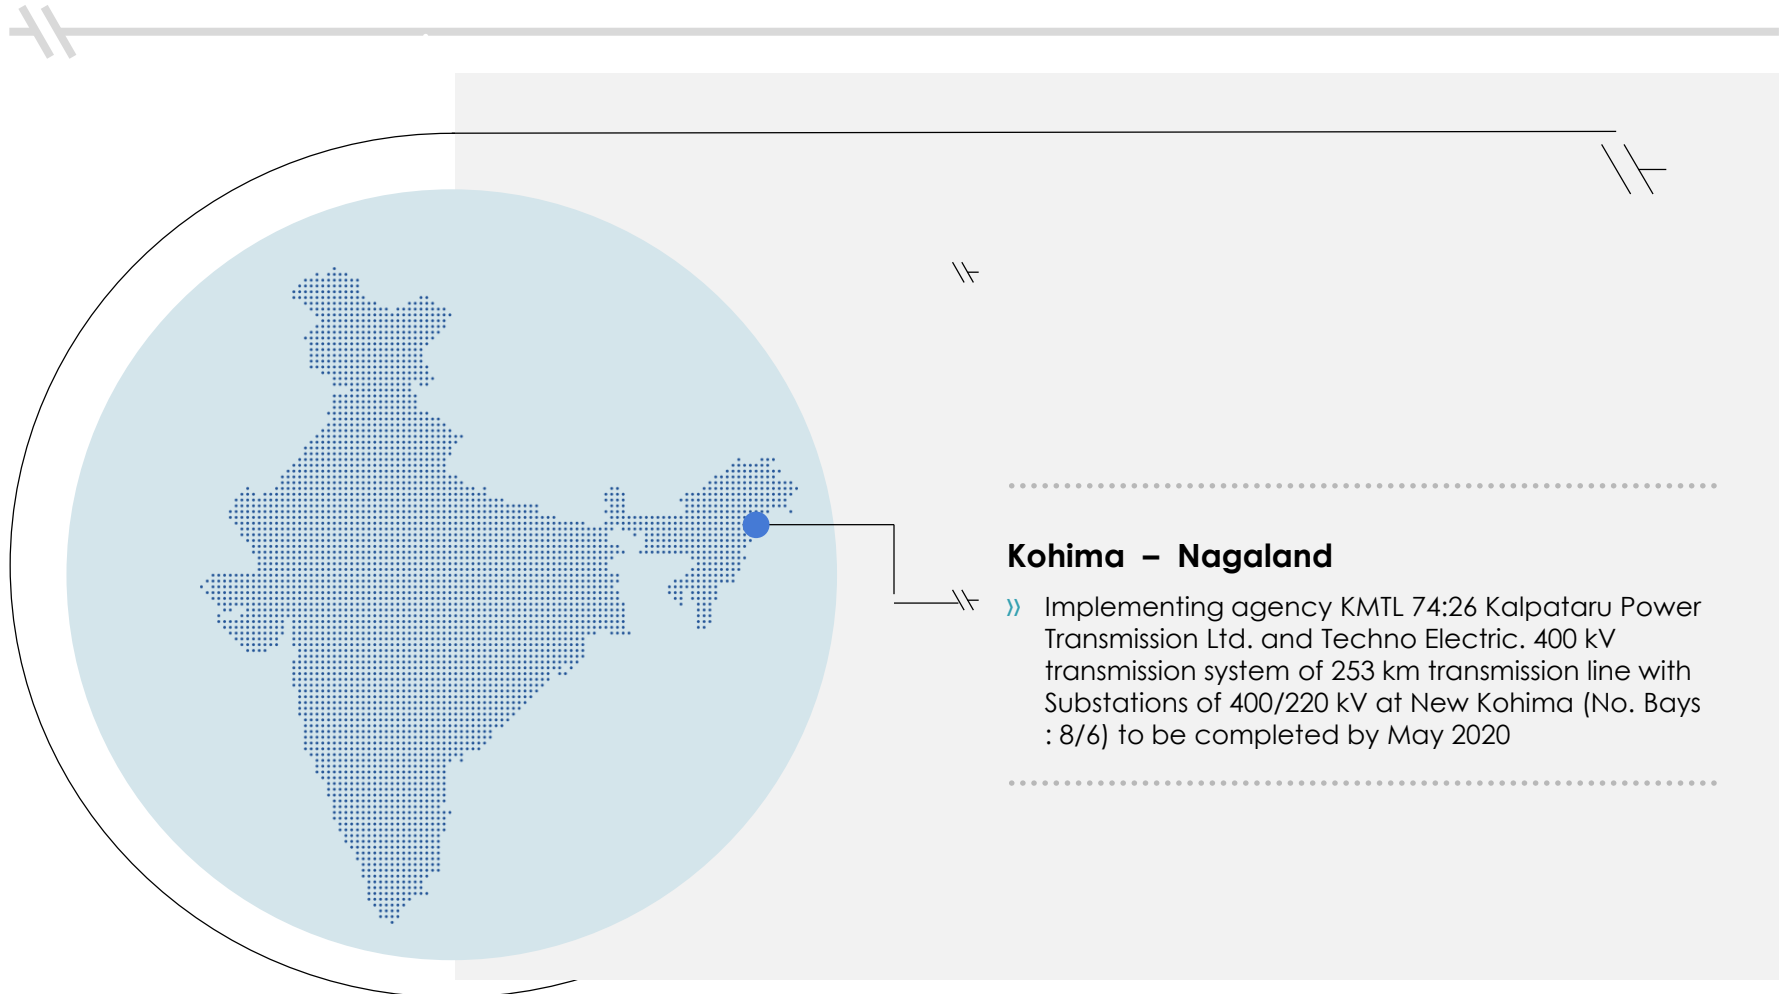 Kohima – Nagaland
» Implementing agency KMTL 74:26 Kalpataru Power
Transmission Ltd. and Techno Electric. 400 kV
transmission system of 253 km transmission line with
Substations of 400/220 kV at New Kohima (No. Bays
: 8/6) to be completed by May 2020